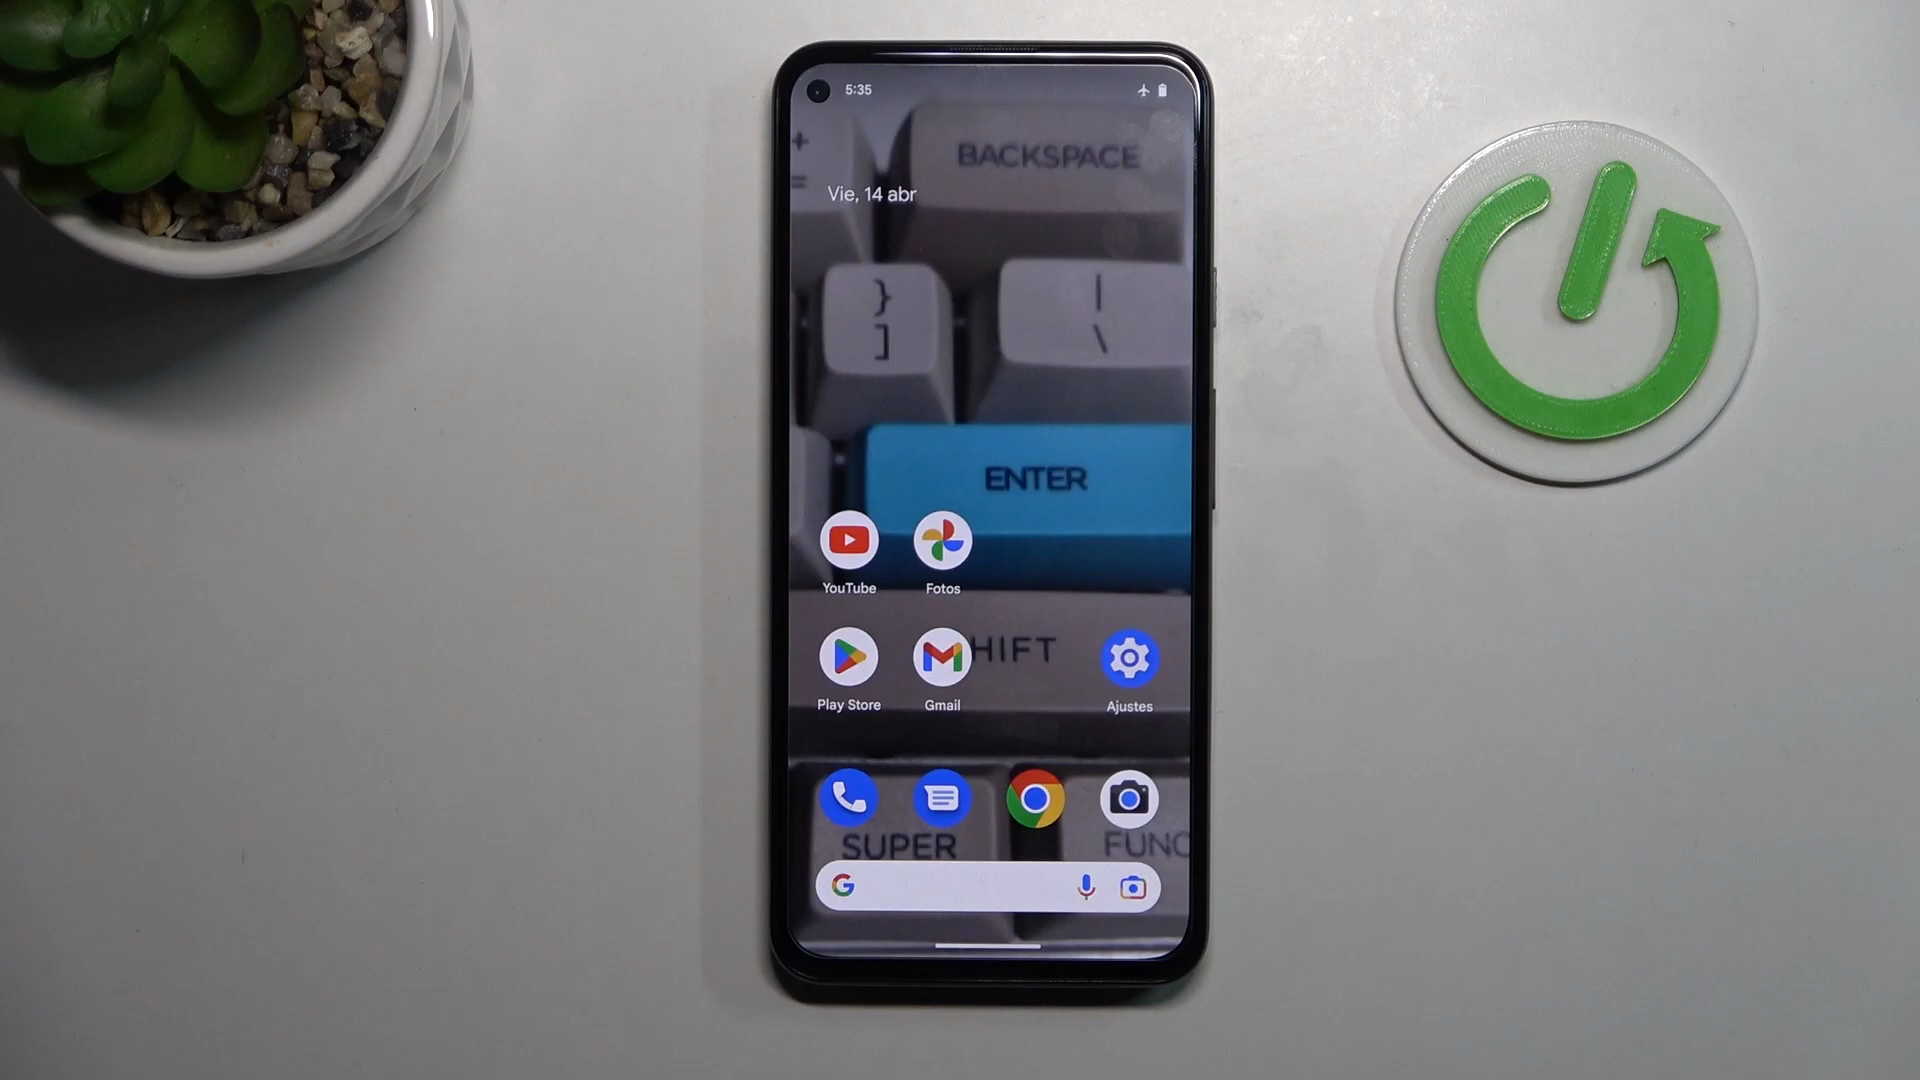 5:35
+
=
BACKSPACE
Vie, 14 abr
}
]
|
\
ENTER
YouTube
Fotos
HIFT
Play Store
Gmail
Ajustes
SUPER
FUNC
G